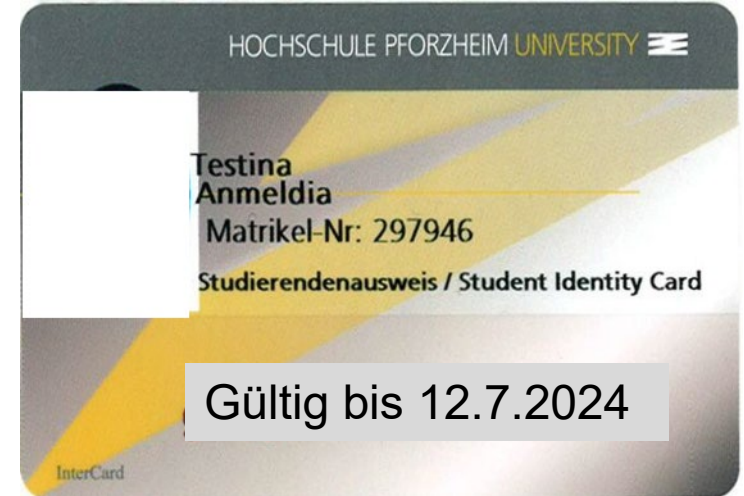 HOCHSCHULE PFORZHEIM UNIVERSITY
Testina
Anmeldia
Matrikel-Nr: 297946
Studierendenausweis / Student Identity Card
Gültig bis 12.7.2024
InterCard